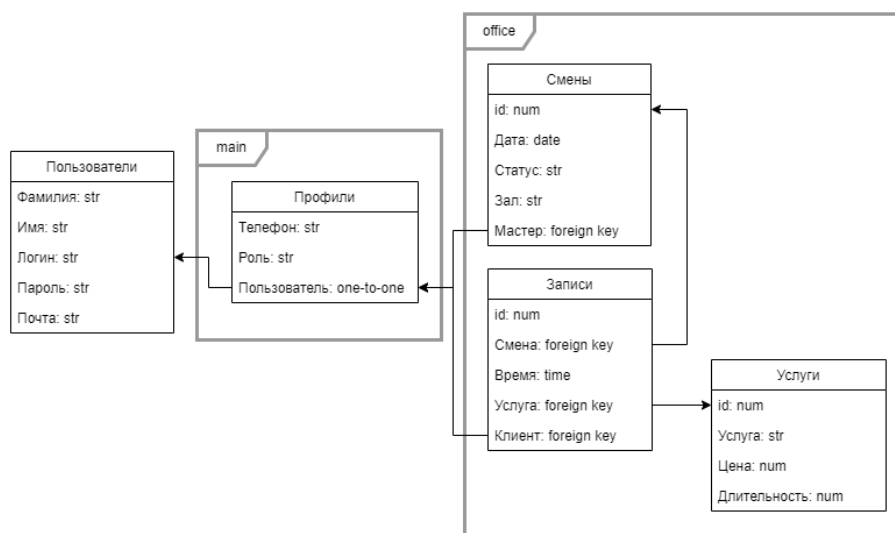 office
Смены
id: num
Дата: date
Статус: str
Зал: str
Мастер: foreign key
main
Пользователи
Фамилия: str
Имя: str
Логин: str
Пароль: str
Почта: str
Профили
Телефон: str
Роль: str
Пользователь: one-to-one
Записи
id: num
Смена: foreign key
Время: time
Услуга: foreign key
Клиент: foreign key
Услуги
id: num
Услуга: str
Цена: num
Длительность: num